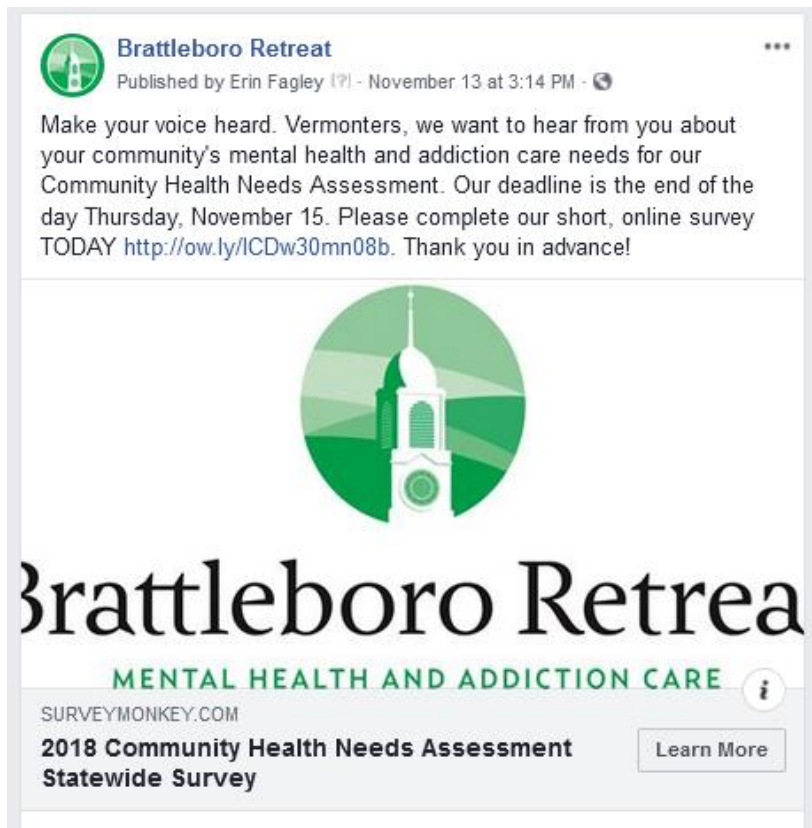 Brattleboro Retreat
Published by Erin Fagley [?] · November 13 at 3:14 PM ·
Make your voice heard. Vermonters, we want to hear from you about
your community's mental health and addiction care needs for our
Community Health Needs Assessment. Our deadline is the end of the
day Thursday, November 15. Please complete our short, online survey
TODAY http://ow.ly/lCDw30mn08b. Thank you in advance!
Brattleboro Retrea
MENTAL HEALTH AND ADDICTION CARE
i
SURVEYMONKEY.COM
2018 Community Health Needs Assessment
Statewide Survey
Learn More